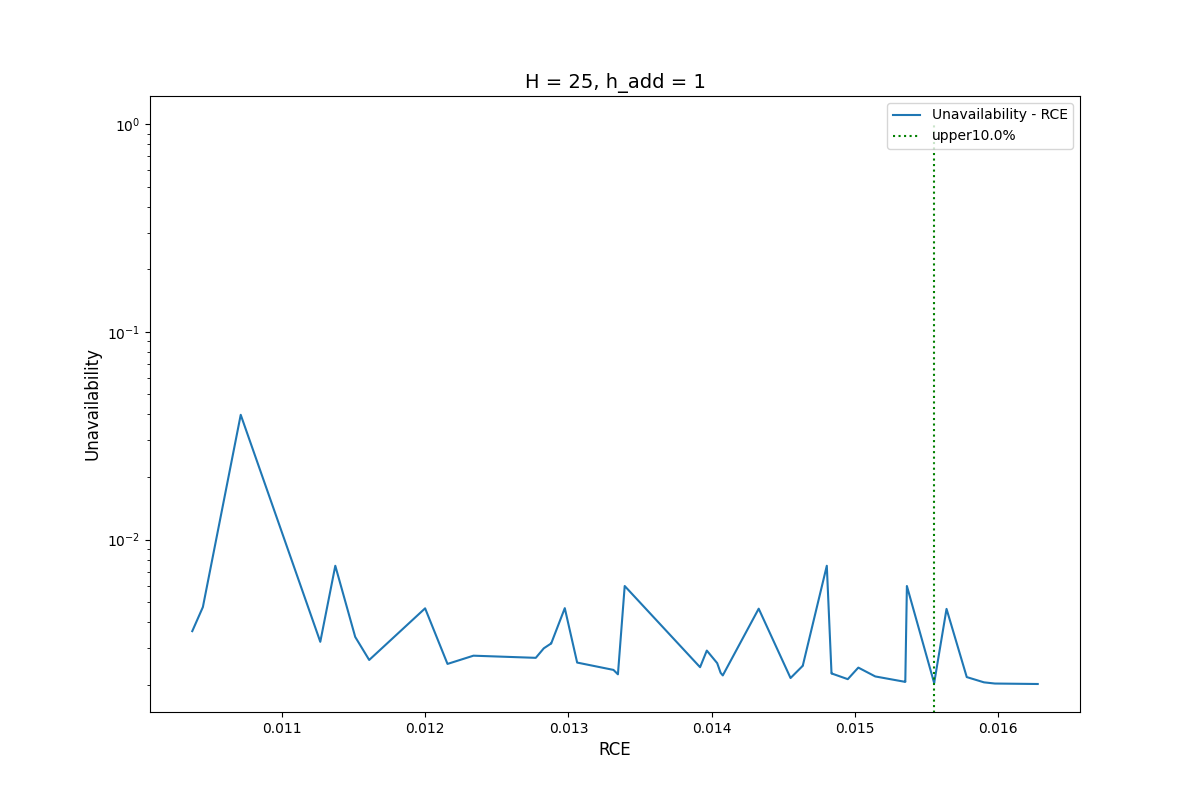 H = 25, h_add = 1
Unavailability - RCE
upper10.0%
10⁰
10⁻¹
10⁻²
Unavailability
0.011 0.012 0.013 0.014 0.015 0.016
RCE